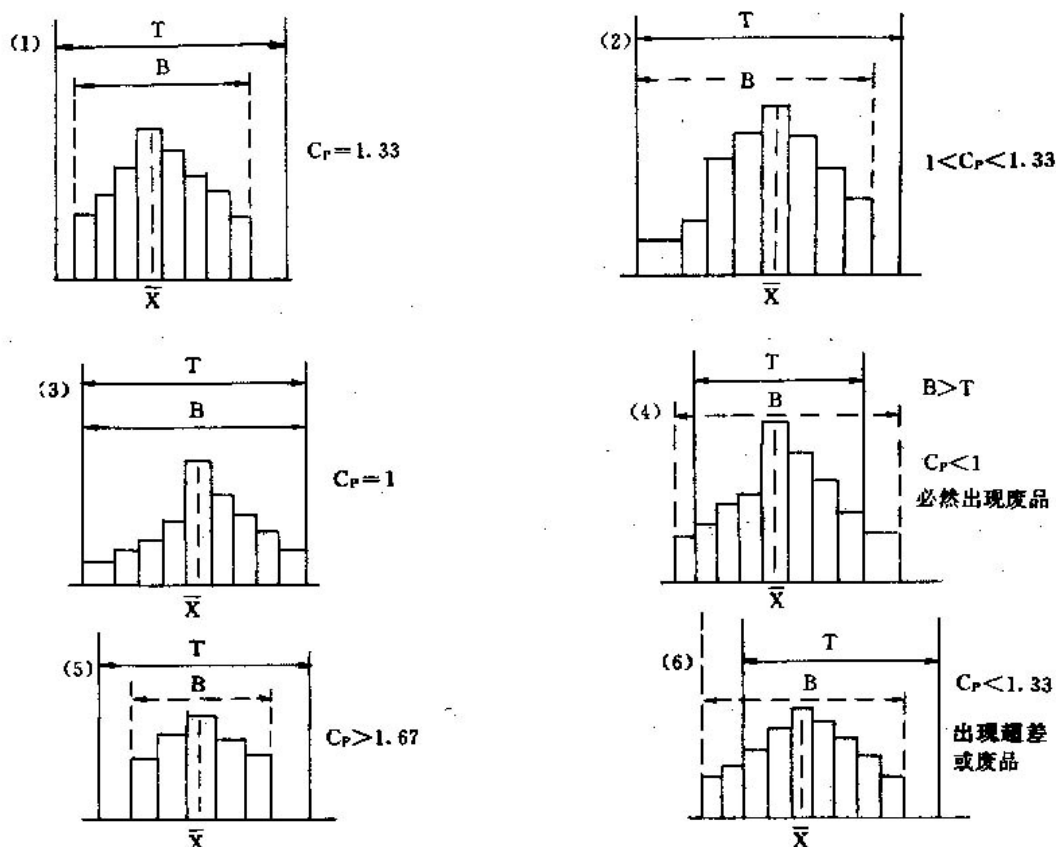 (1)
T
B
Cₚ=1.33
X̄
(2)
T
B
1<Cₚ<1.33
X̄
(3)
T
B
Cₚ=1
X̄
(4)
T
B
B>T
Cₚ<1
必然出现废品
X̄
(5)
T
B
Cₚ>1.67
X̄
(6)
T
B
Cₚ<1.33
出现超差
或废品
X̄